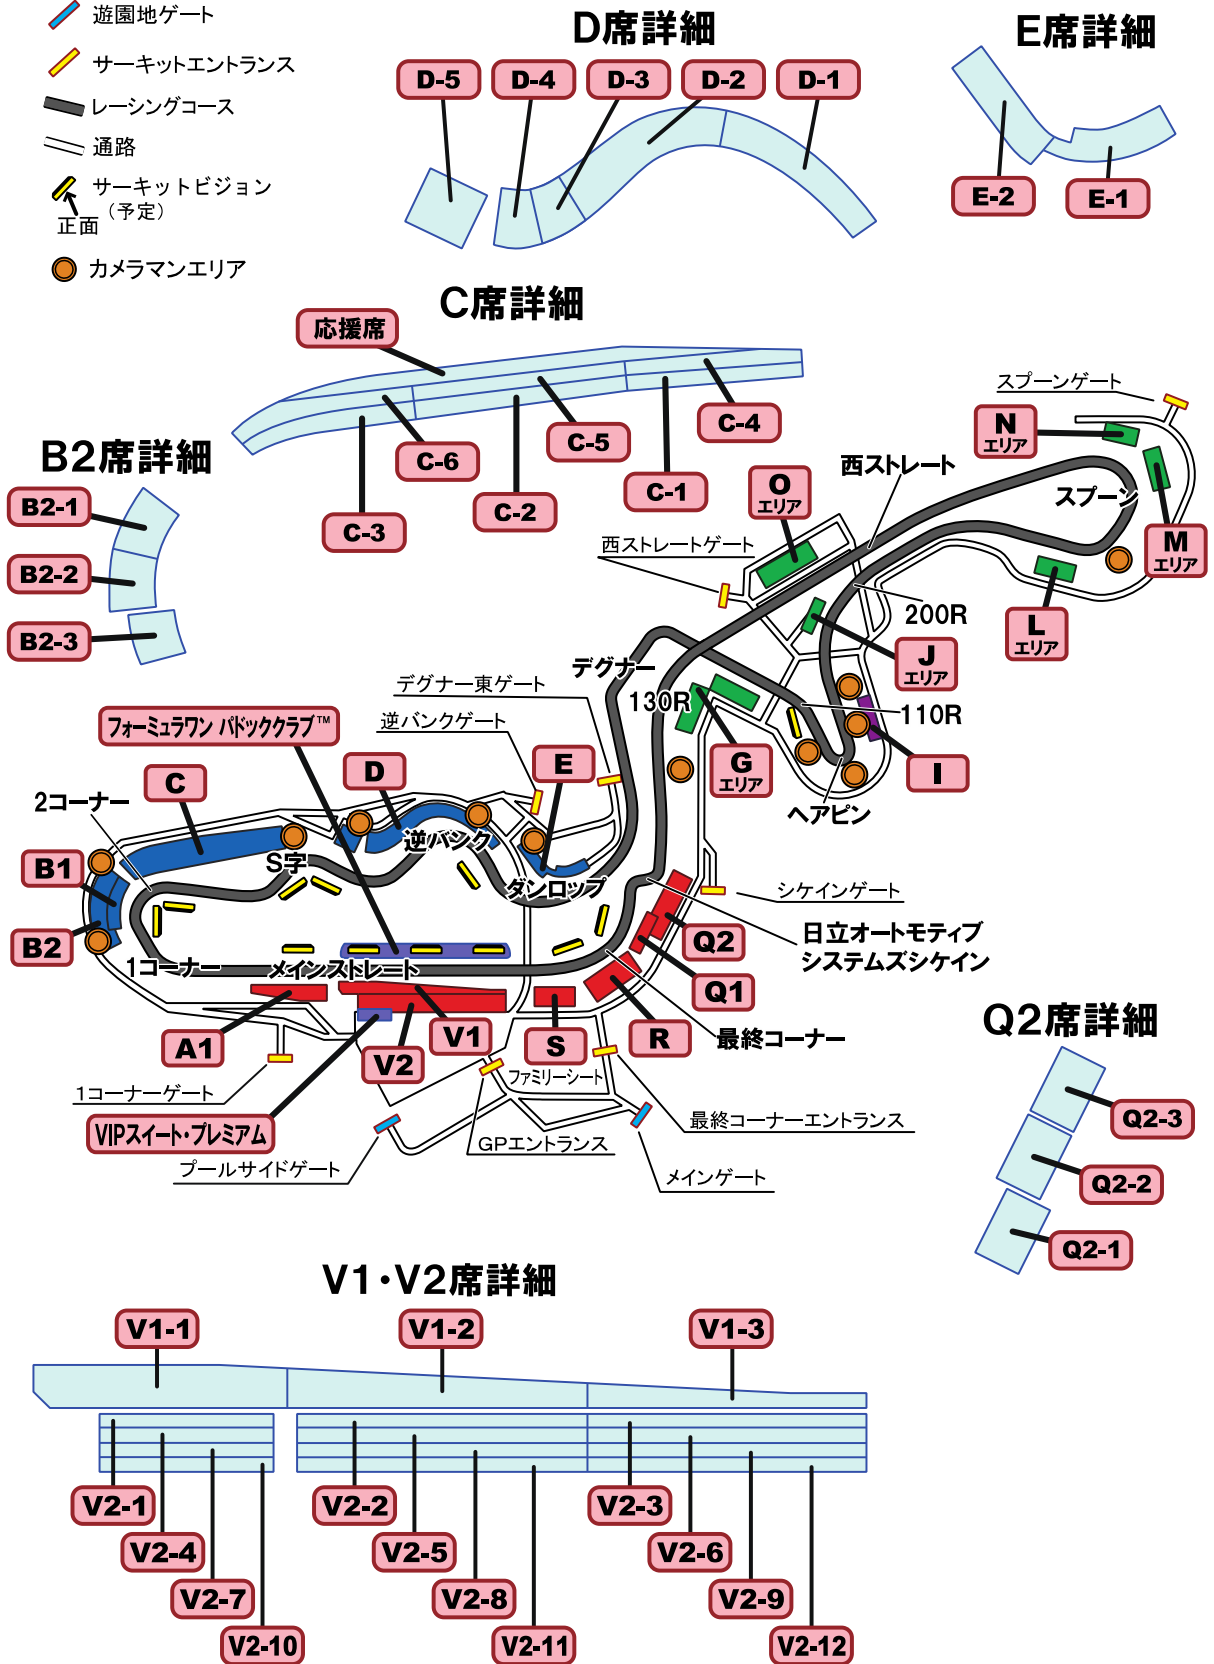 遊園地ゲート
サーキットエントランス
レーシングコース
通路
サーキットビジョン
（予定）
正面
カメラマンエリア
D席詳細
D-5
D-4
D-3
D-2
D-1
E席詳細
E-2
E-1
C席詳細
応援席
C-6
C-5
C-4
C-3
C-2
C-1
B2席詳細
B2-1
B2-2
B2-3
スプーンゲート
N
エリア
西ストレート
スプーン
O
エリア
M
エリア
西ストレートゲート
200R
L
エリア
J
エリア
デグナー
デグナー東ゲート
130R
110R
逆バンクゲート
フォーミュラワン パドッククラブ™
G
エリア
I
E
D
C
2コーナー
ヘアピン
逆バンク
S字
B1
ダンロップ
シケインゲート
B2
Q2
日立オートモティブ
システムズシケイン
1コーナー
メインストレート
Q1
A1
V1
V2
S
R
最終コーナー
ファミリーシート
1コーナーゲート
VIPスイート・プレミアム
最終コーナーエントランス
GPエントランス
プールサイドゲート
メインゲート
Q2席詳細
Q2-3
Q2-2
Q2-1
V1・V2席詳細
V1-1
V1-2
V1-3
V2-1
V2-2
V2-3
V2-4
V2-5
V2-6
V2-7
V2-8
V2-9
V2-10
V2-11
V2-12